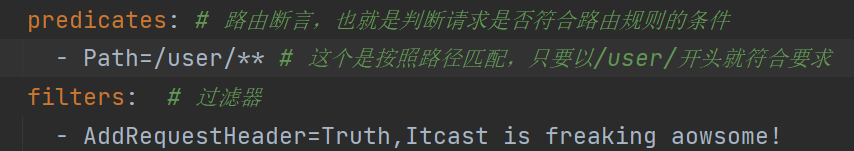 predicates: # 路由断言，也就是判断请求是否符合路由规则的条件
- Path=/user/** # 这个是按照路径匹配，只要以/user/开头就符合要求
filters:  # 过滤器
- AddRequestHeader=Truth,Itcast is freaking aowsome!